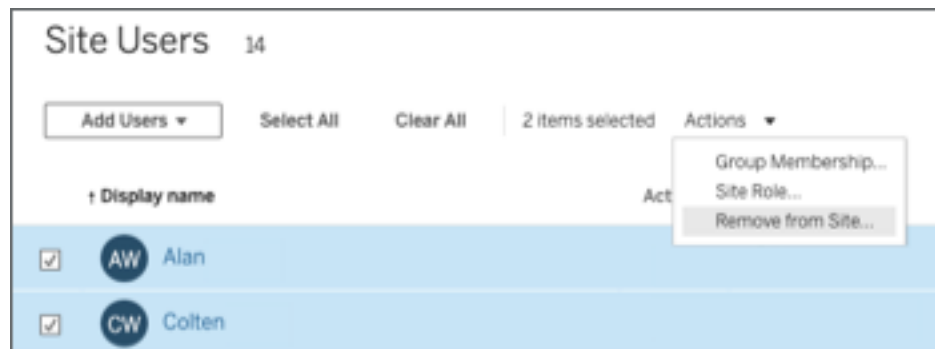 Site Users 14
Add Users Select All Clear All 2 items selected Actions
Group Membership...
Site Role...
Remove from Site...
↑ Display name Act
AW Alan
CW Colten